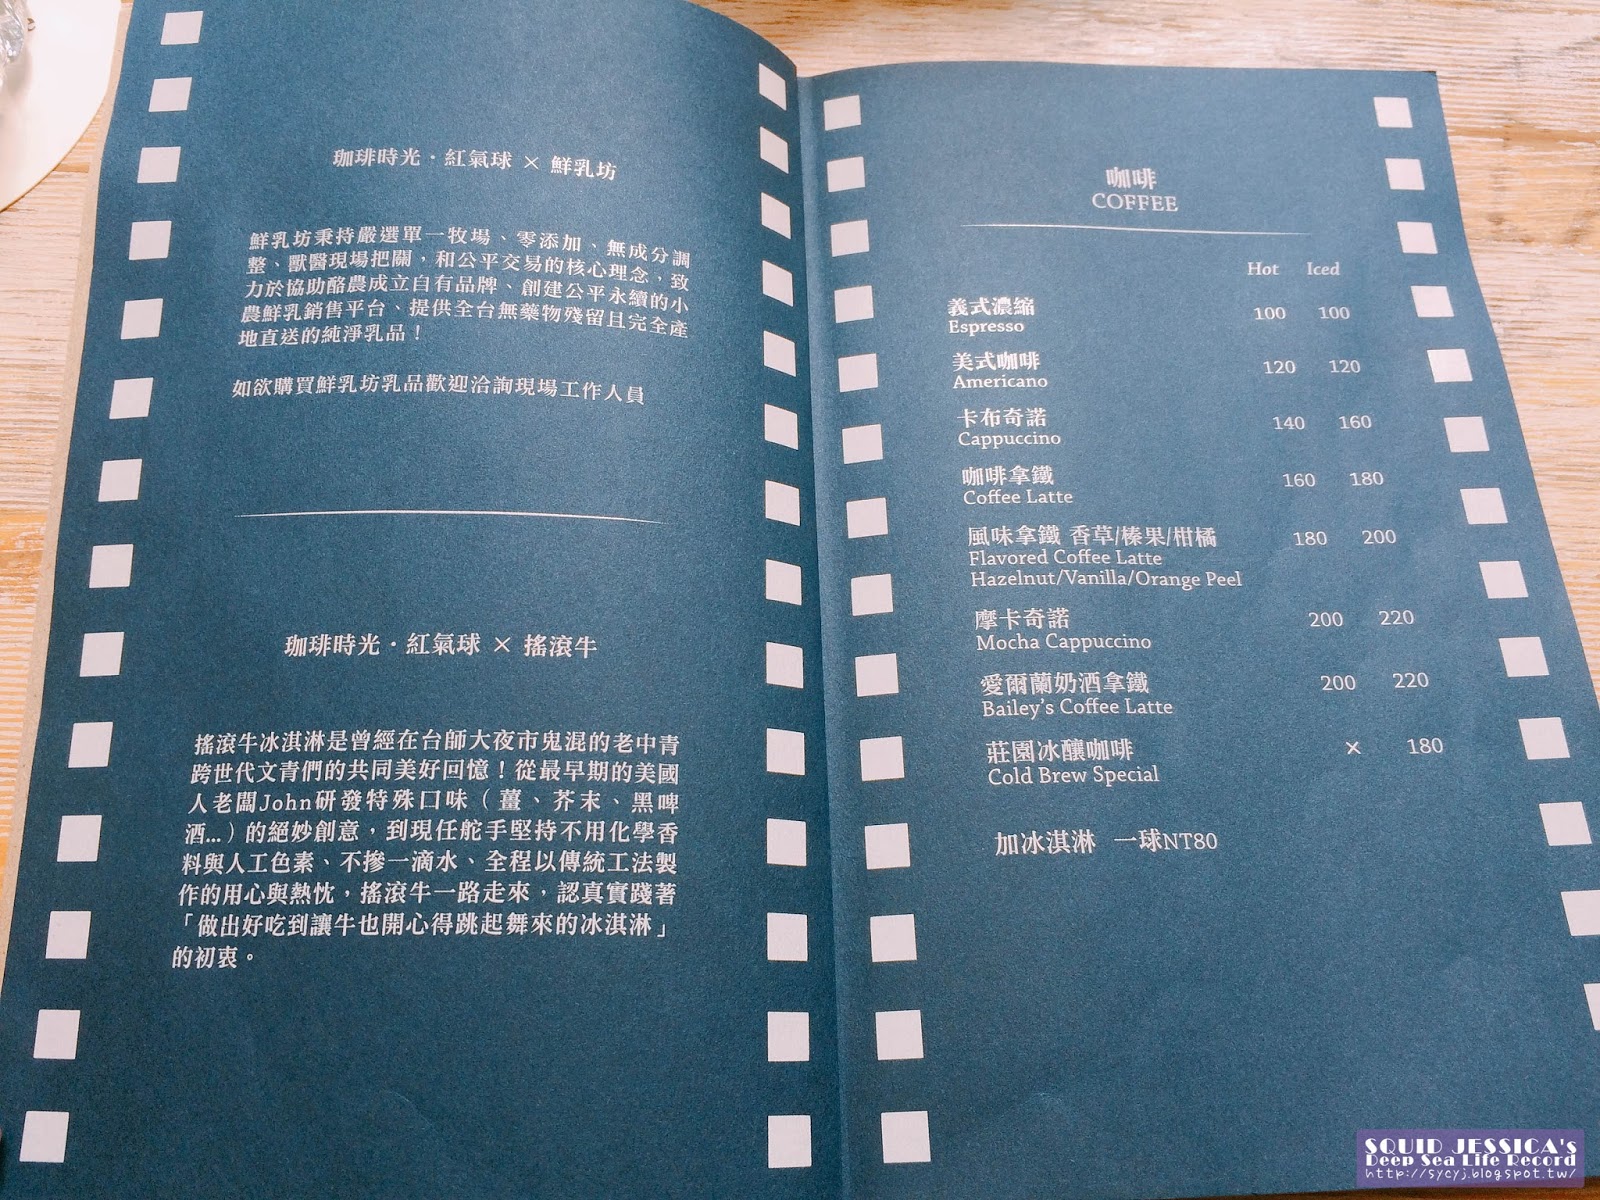 珈琲時光・紅氣球 × 鮮乳坊
鮮乳坊秉持嚴選單一牧場、零添加、無成分調
整、獸醫現場把關，和公平交易的核心理念，致
力於協助酪農成立自有品牌、創建公平永續的小
農鮮乳銷售平台、提供全台無藥物殘留且完全產
地直送的純淨乳品！
如欲購買鮮乳坊乳品歡迎洽詢現場工作人員
珈琲時光・紅氣球 × 搖滾牛
搖滾牛冰淇淋是曾經在台師大夜市鬼混的老中青
跨世代文青們的共同美好回憶！從最早期的美國
人老闆John研發特殊口味（薑、芥末、黑啤
酒...）的絕妙創意，到現任舵手堅持不用化學香
料與人工色素、不摻一滴水、全程以傳統工法製
作的用心與熱忱，搖滾牛一路走來，認真實踐著
「做出好吃到讓牛也開心得跳起舞來的冰淇淋」
的初衷。
咖啡
COFFEE
Hot Iced
義式濃縮
Espresso 100 100
美式咖啡
Americano 120 120
卡布奇諾
Cappuccino 140 160
咖啡拿鐵
Coffee Latte 160 180
風味拿鐵 香草/榛果/柑橘 180 200
Flavored Coffee Latte
Hazelnut/Vanilla/Orange Peel
摩卡奇諾 200 220
Mocha Cappuccino
愛爾蘭奶酒拿鐵 200 220
Bailey's Coffee Latte
莊園冰釀咖啡 × 180
Cold Brew Special
加冰淇淋 一球NT80
SQUID JESSICA's
Deep Sea Life Record
http://sycyj.blogspot.tw/